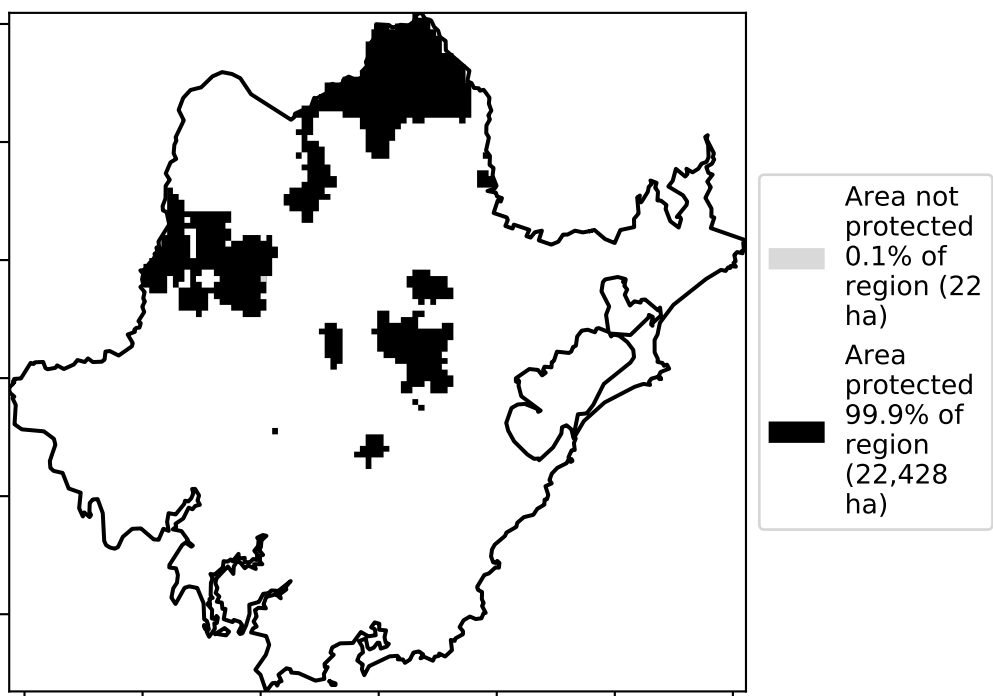 Area not
protected
0.1% of
region (22
ha)
Area
protected
99.9% of
region
(22,428
ha)